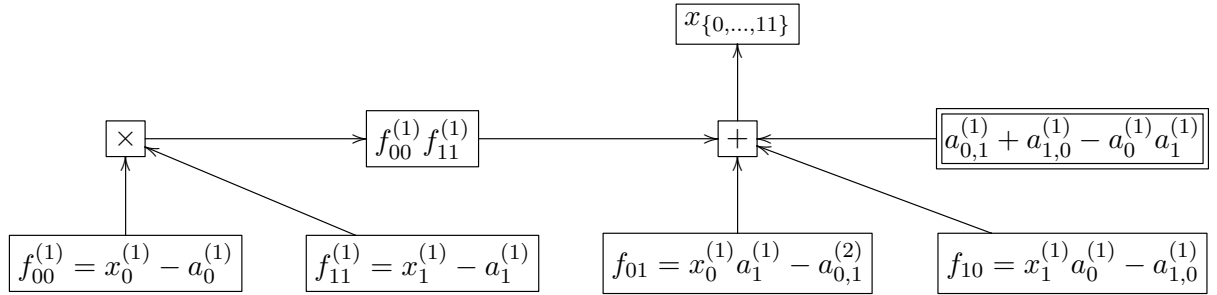 $x_{\{0,\ldots,11\}}$
$\times$
$f_{00}^{(1)} f_{11}^{(1)}$
$+$
$a_{0,1}^{(1)} + a_{1,0}^{(1)} - a_0^{(1)} a_1^{(1)}$
$f_{00}^{(1)} = x_0^{(1)} - a_0^{(1)}$
$f_{11}^{(1)} = x_1^{(1)} - a_1^{(1)}$
$f_{01} = x_0^{(1)} a_1^{(1)} - a_{0,1}^{(2)}$
$f_{10} = x_1^{(1)} a_0^{(1)} - a_{1,0}^{(1)}$